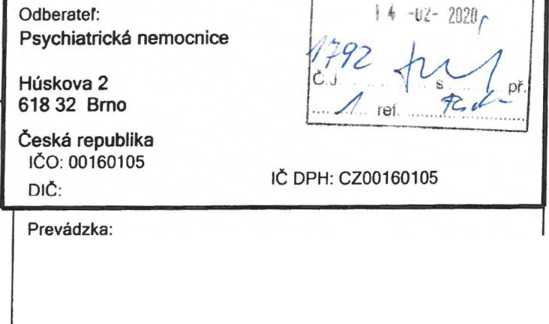 Odberateľ:
Psychiatrická nemocnice
Húskova 2
618 32 Brno
Česká republika
IČO: 00160105
DIČ:
IČ DPH: CZ00160105
14 -02- 2020
1792
Č.J. s př.
1 ref.
Prevádzka: